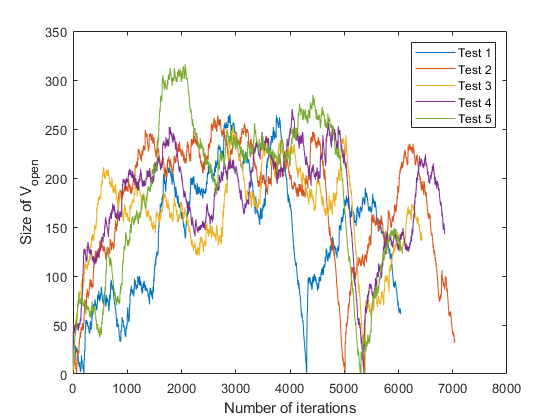 350
300
250
200
150
100
50
0
0 1000 2000 3000 4000 5000 6000 7000 8000
Size of Vopen
Number of iterations
Test 1
Test 2
Test 3
Test 4
Test 5